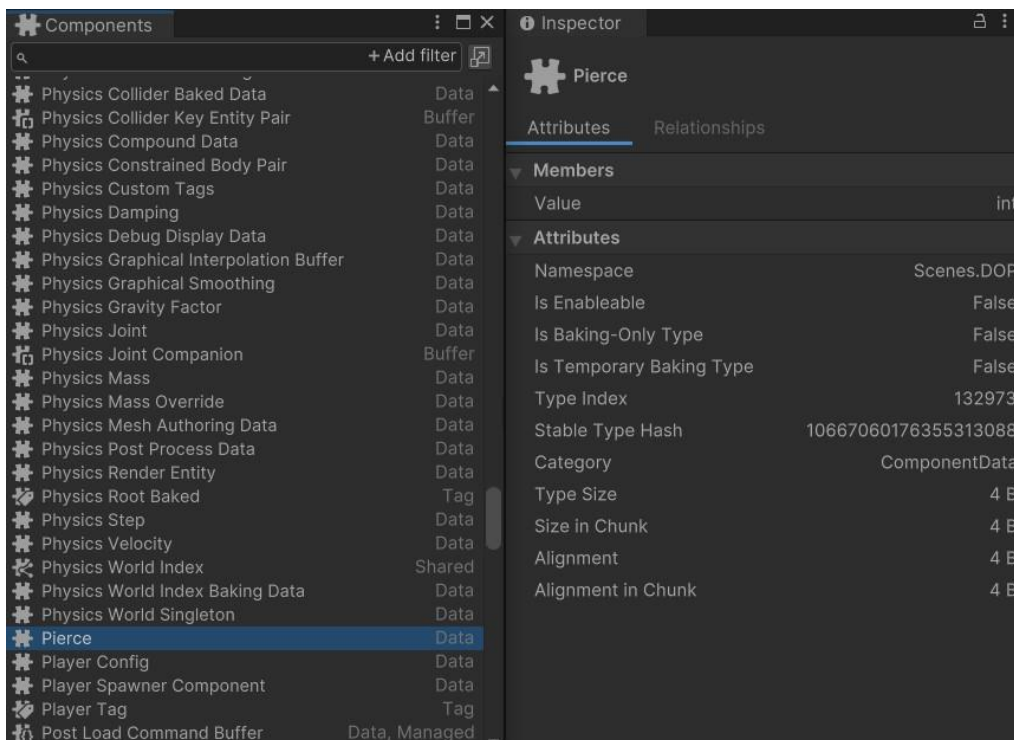 Components
+ Add filter
Physics Collider Baked Data Data
Physics Collider Key Entity Pair Buffer
Physics Compound Data Data
Physics Constrained Body Pair Data
Physics Custom Tags Data
Physics Damping Data
Physics Debug Display Data Data
Physics Graphical Interpolation Buffer Data
Physics Graphical Smoothing Data
Physics Gravity Factor Data
Physics Joint Data
Physics Joint Companion Buffer
Physics Mass Data
Physics Mass Override Data
Physics Mesh Authoring Data Data
Physics Post Process Data Data
Physics Render Entity Data
Physics Root Baked Tag
Physics Step Data
Physics Velocity Data
Physics World Index Shared
Physics World Index Baking Data Data
Physics World Singleton Data
Pierce Data
Player Config Data
Player Spawner Component Data
Player Tag Tag
Post Load Command Buffer Data, Managed
Inspector
Pierce
Attributes Relationships
Members
Value int
Attributes
Namespace Scenes.DOP
Is Enableable False
Is Baking-Only Type False
Is Temporary Baking Type False
Type Index 132973
Stable Type Hash 10667060176355313088
Category ComponentData
Type Size 4 B
Size in Chunk 4 B
Alignment 4 B
Alignment in Chunk 4 B